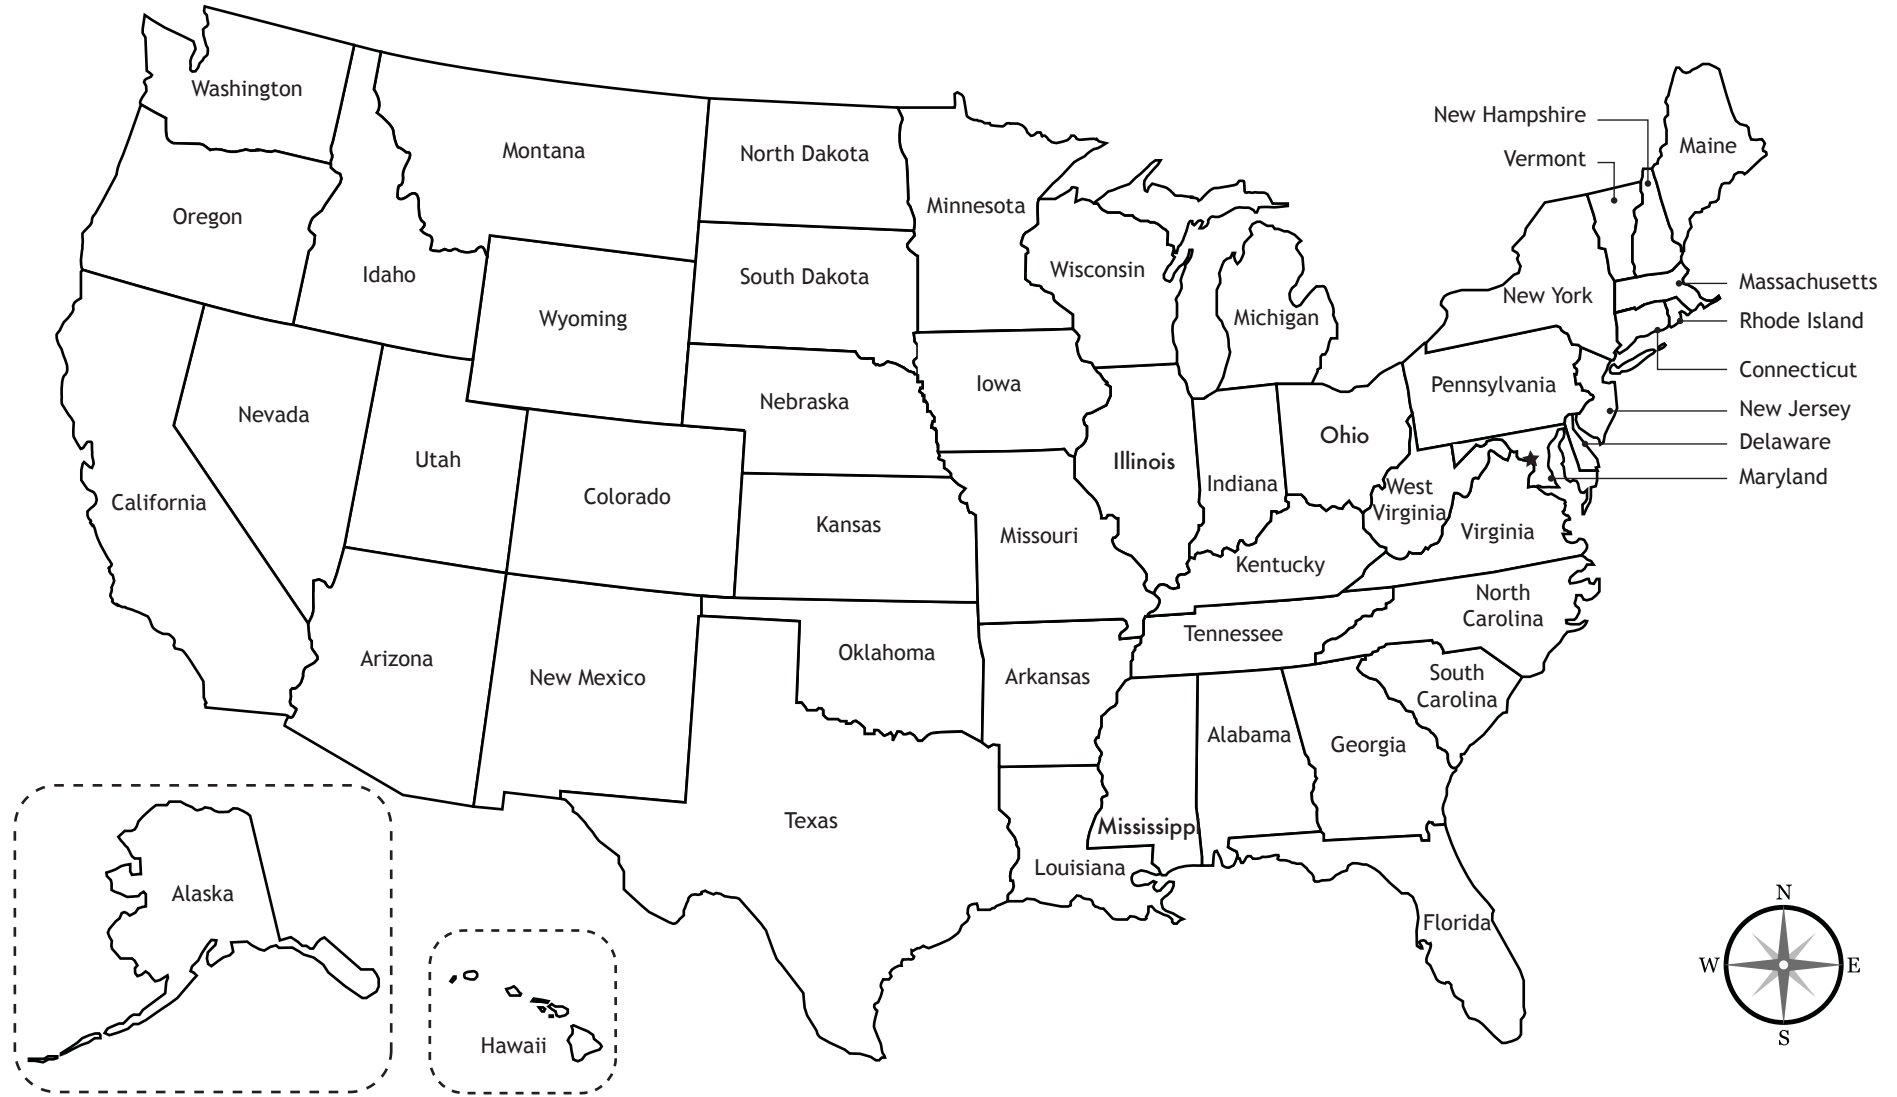 Washington
Montana
North Dakota
Minnesota
New Hampshire
Vermont
Maine
Oregon
Idaho
Wyoming
South Dakota
Wisconsin
Michigan
New York
Massachusetts
Rhode Island
Connecticut
New Jersey
Delaware
Maryland
Nevada
Utah
Colorado
Nebraska
Iowa
Illinois
Indiana
Ohio
Pennsylvania
California
Kansas
Missouri
Kentucky
West
Virginia
Virginia
Arizona
New Mexico
Oklahoma
Arkansas
Tennessee
North
Carolina
South
Carolina
Texas
Louisiana
Mississipp
Alabama
Georgia
Florida
Alaska
Hawaii
N
W
E
S